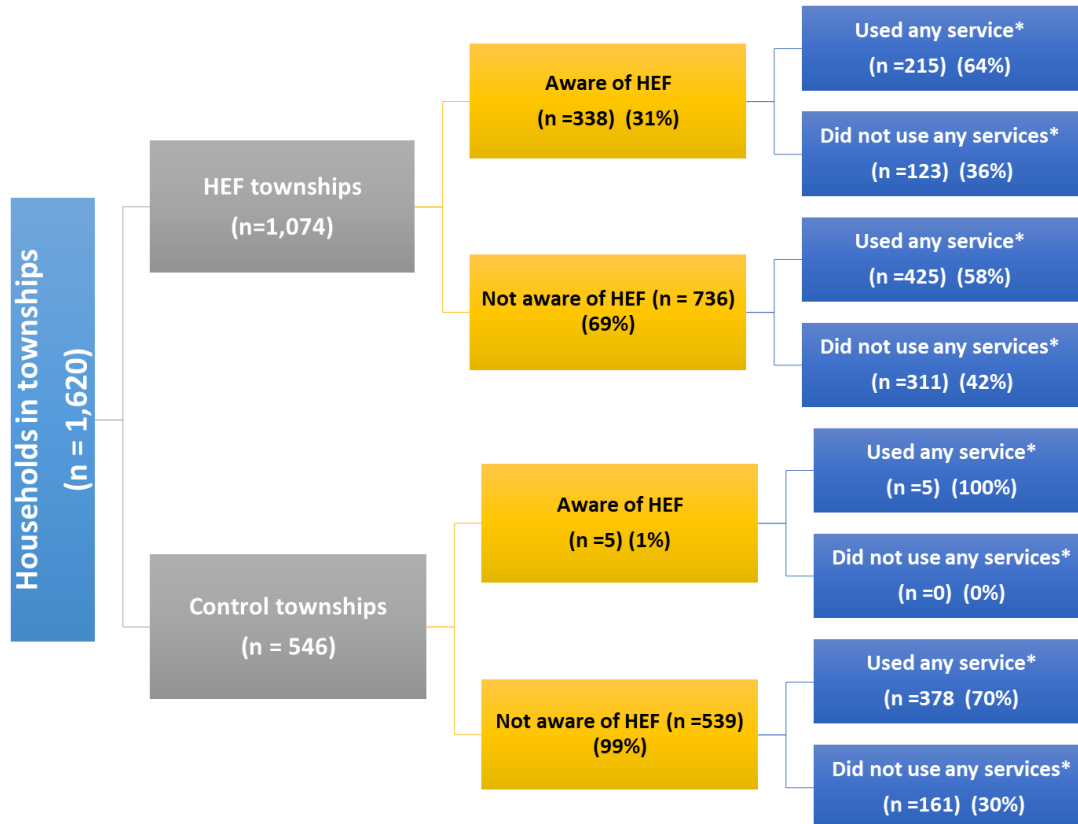 Households in townships
(n = 1,620)
HEF townships
(n=1,074)
Aware of HEF
(n =338) (31%)
Used any service*
(n =215) (64%)
Did not use any services*
(n =123) (36%)
Not aware of HEF (n = 736)
(69%)
Used any service*
(n =425) (58%)
Did not use any services*
(n =311) (42%)
Control townships
(n = 546)
Aware of HEF
(n =5) (1%)
Used any service*
(n =5) (100%)
Did not use any services*
(n =0) (0%)
Not aware of HEF (n =539)
(99%)
Used any service*
(n =378 (70%)
Did not use any services*
(n =161) (30%)